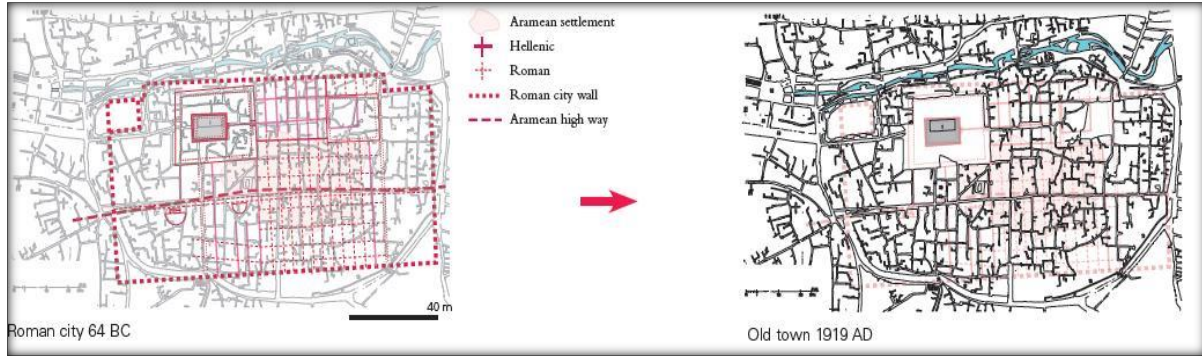 Aramean settlement
Hellenic
Roman
Roman city wall
Aramean high way
40 m
Roman city 64 BC
Old town 1919 AD